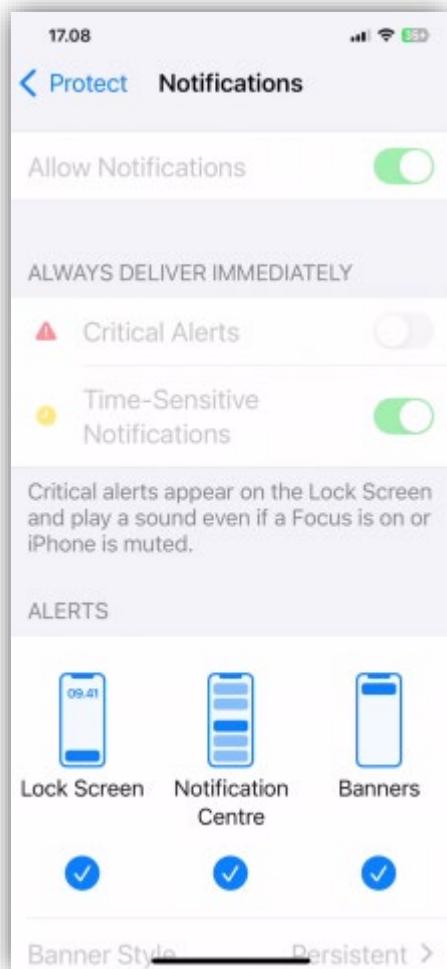 17.08
Protect
Notifications
Allow Notifications
ALWAYS DELIVER IMMEDIATELY
Critical Alerts
Time-Sensitive
Notifications
Critical alerts appear on the Lock Screen
and play a sound even if a Focus is on or
iPhone is muted.
ALERTS
09.41
Lock Screen
Notification
Centre
Banners
Banner Style
Persistent